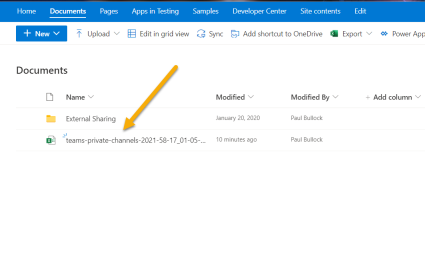 Home Documents Pages Apps in Testing Samples Developer Center Site contents Edit
+ New Upload Edit in grid view Sync Add shortcut to OneDrive Export Power App
Documents
Name Modified Modified By + Add column
External Sharing January 20, 2020 Paul Bullock
teams-private-channels-2021-58-17_01-05-... 10 minutes ago Paul Bullock